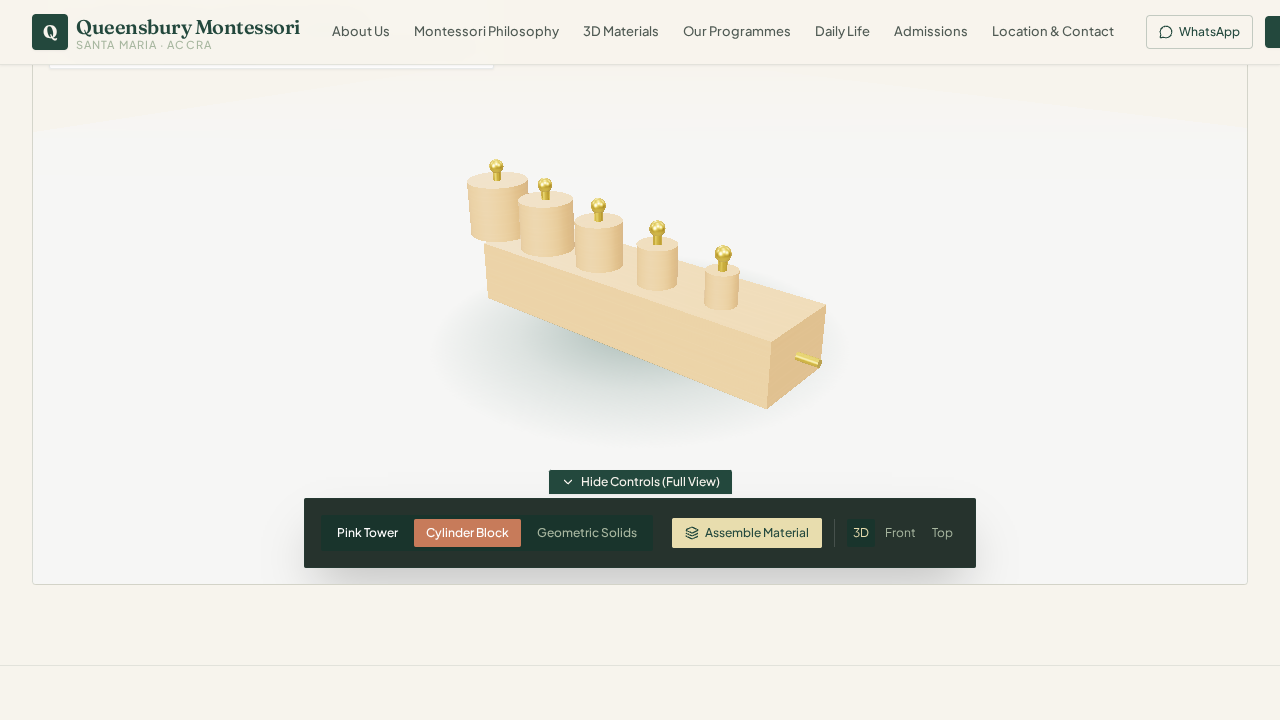 Q
Queensbury Montessori
SANTA MARIA · ACCRA
About Us
Montessori Philosophy
3D Materials
Our Programmes
Daily Life
Admissions
Location & Contact
WhatsApp
Hide Controls (Full View)
Pink Tower
Cylinder Block
Geometric Solids
Assemble Material
3D
Front
Top